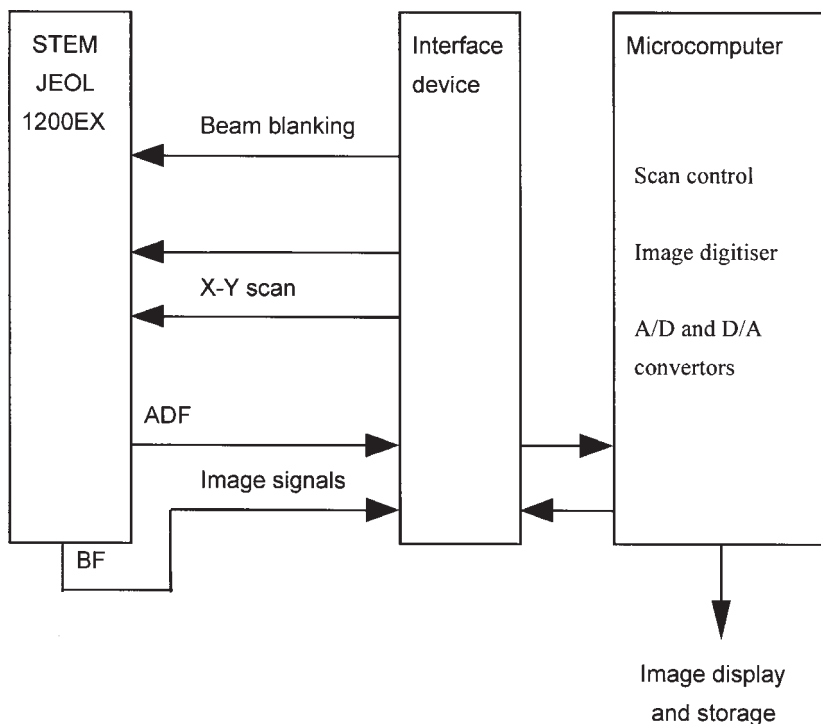 STEM
JEOL
1200EX
Interface
device
Microcomputer
Beam blanking
Scan control
Image digitiser
X-Y scan
A/D and D/A
convertors
ADF
Image signals
BF
Image display
and storage